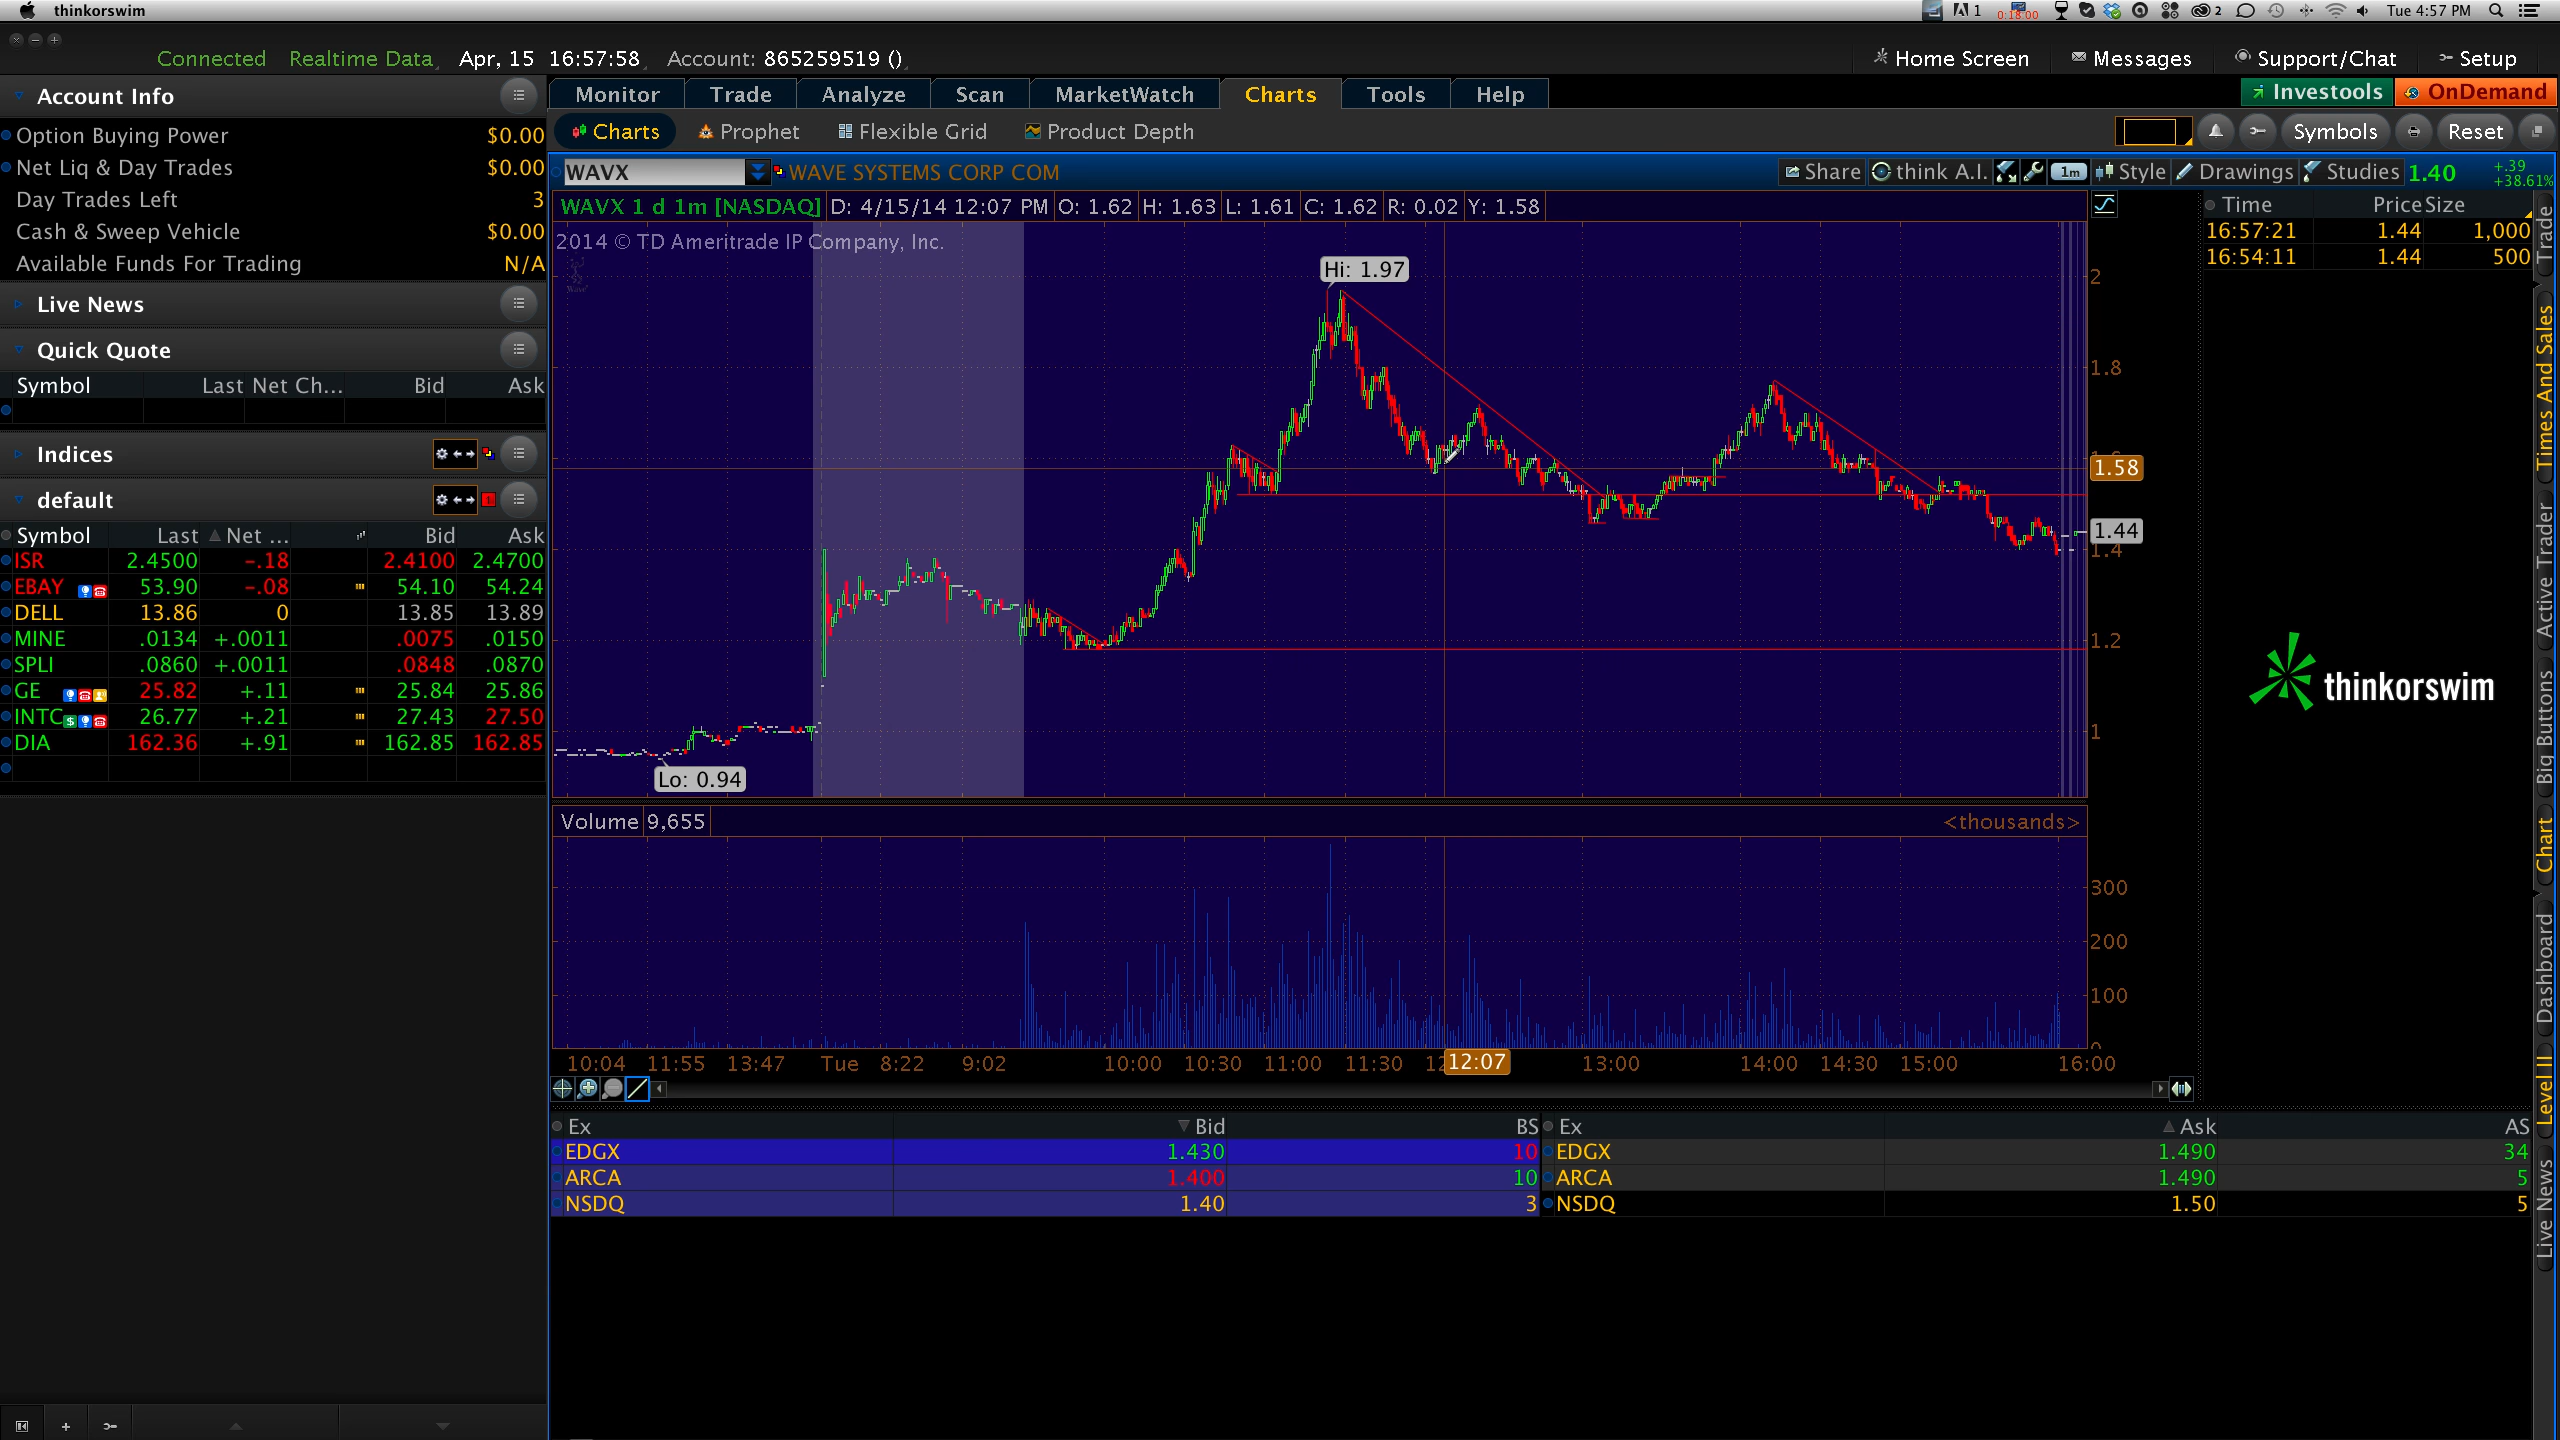 thinkorswim
1
0:18:00
2
Tue 4:57 PM
Connected Realtime Data Apr, 15 16:57:58 Account: 865259519 ()
Home Screen Messages Support/Chat Setup
Account Info
Monitor Trade Analyze Scan MarketWatch Charts Tools Help
Investools OnDemand
Option Buying Power $0.00
Net Liq & Day Trades $0.00
Day Trades Left 3
Cash & Sweep Vehicle $0.00
Available Funds For Trading N/A
Charts Prophet Flexible Grid Product Depth
Symbols Reset
WAVX WAVE SYSTEMS CORP COM
Share think A.I. 1m Style Drawings Studies 1.40 +.39 +38.61%
WAVX 1 d 1m [NASDAQ] D: 4/15/14 12:07 PM O: 1.62 H: 1.63 L: 1.61 C: 1.62 R: 0.02 Y: 1.58
2014 © TD Ameritrade IP Company, Inc.
Time Price Size
16:57:21 1.44 1,000
16:54:11 1.44 500
Live News
Quick Quote
Symbol Last Net Ch... Bid Ask
Indices
default
Symbol Last Net ... Bid Ask
ISR 2.4500 -.18 2.4100 2.4700
EBAY 53.90 -.08 54.10 54.24
DELL 13.86 0 13.85 13.89
MINE .0134 +.0011 .0075 .0150
SPLI .0860 +.0011 .0848 .0870
GE 25.82 +.11 25.84 25.86
INTC 26.77 +.21 27.43 27.50
DIA 162.36 +.91 162.85 162.85
Hi: 1.97
Lo: 0.94
2
1.8
1.58
1.44
1.4
1.2
1
thinkorswim
Volume 9,655 <thousands>
300
200
100
0
10:04 11:55 13:47 Tue 8:22 9:02 10:00 10:30 11:00 11:30 12:07 13:00 14:00 14:30 15:00 16:00
Ex Bid BS Ex Ask AS
EDGX 1.430 10 EDGX 1.490 34
ARCA 1.400 10 ARCA 1.490 5
NSDQ 1.40 3 NSDQ 1.50 5
Trade
Times And Sales
Active Trader
Big Buttons
Chart
Dashboard
Level II
Live News